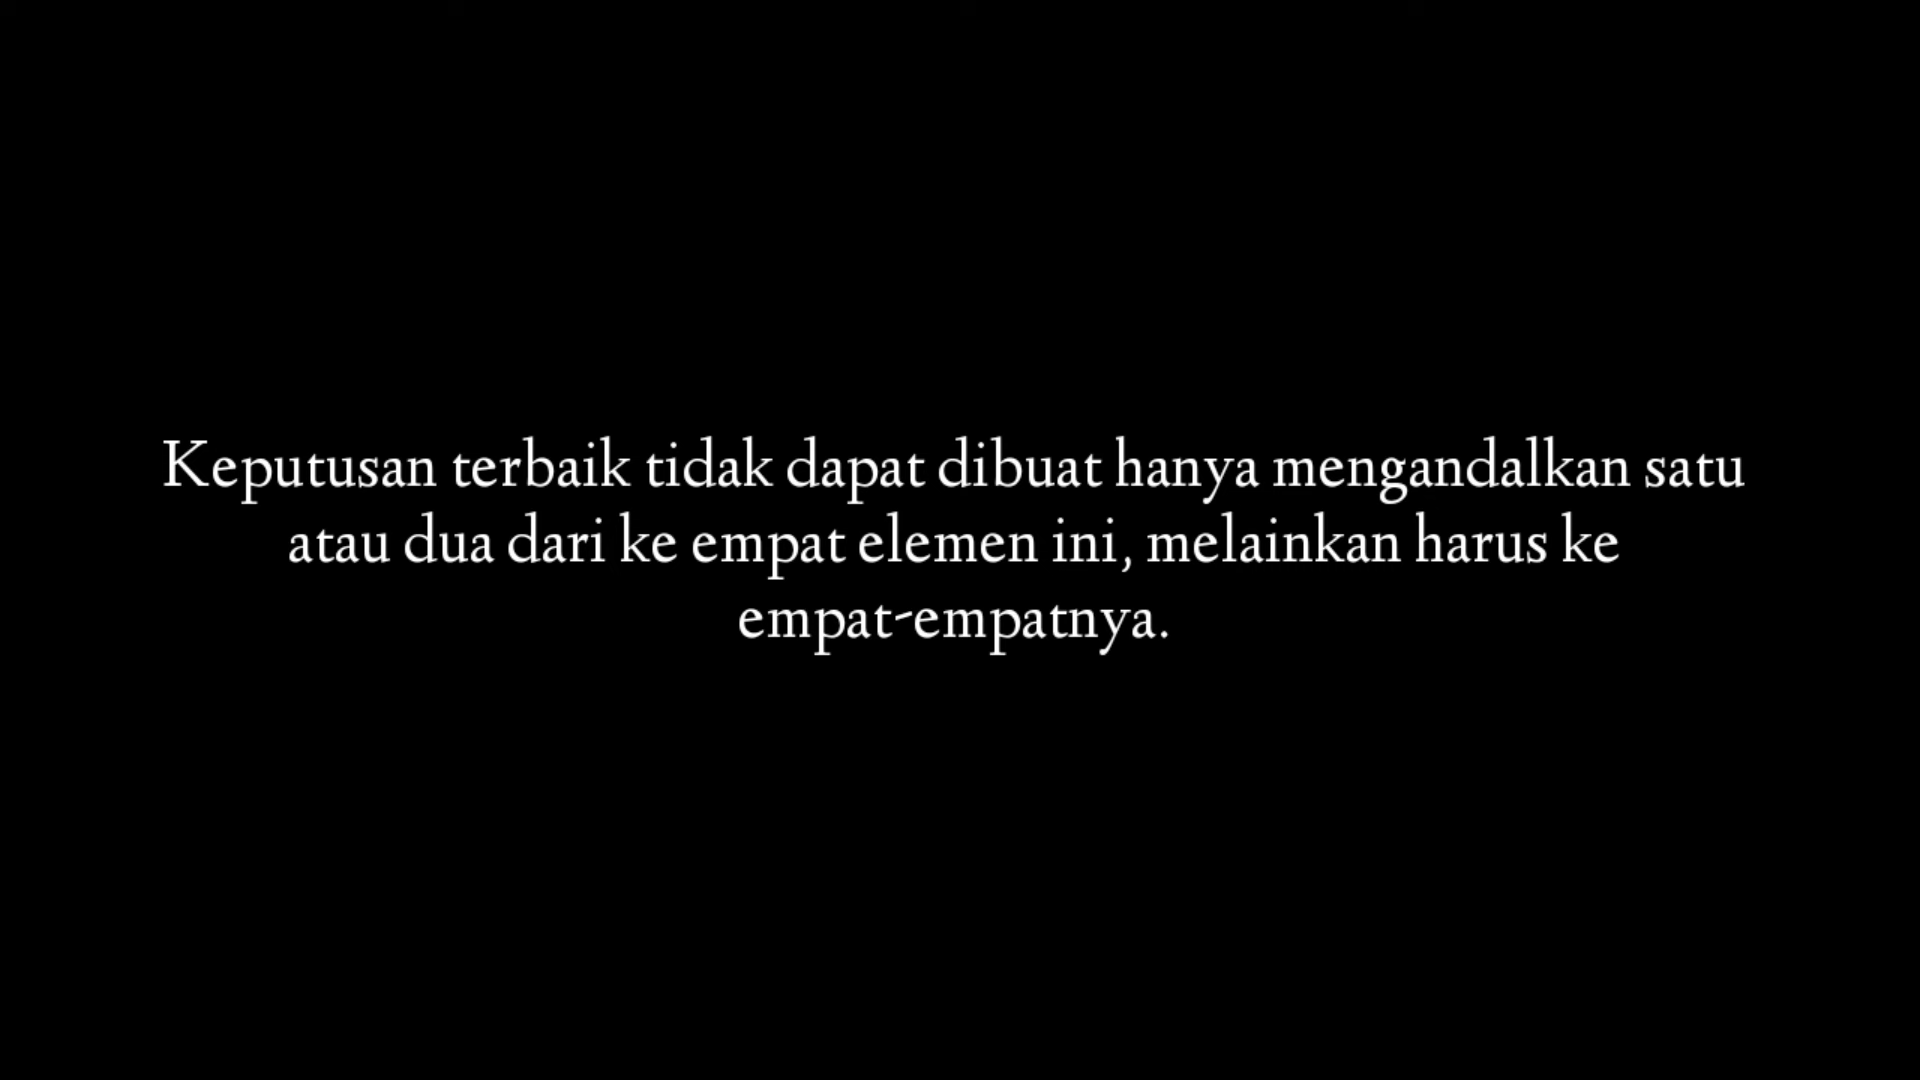 Keputusan terbaik tidak dapat dibuat hanya mengandalkan satu
atau dua dari ke empat elemen ini, melainkan harus ke
empat-empatnya.